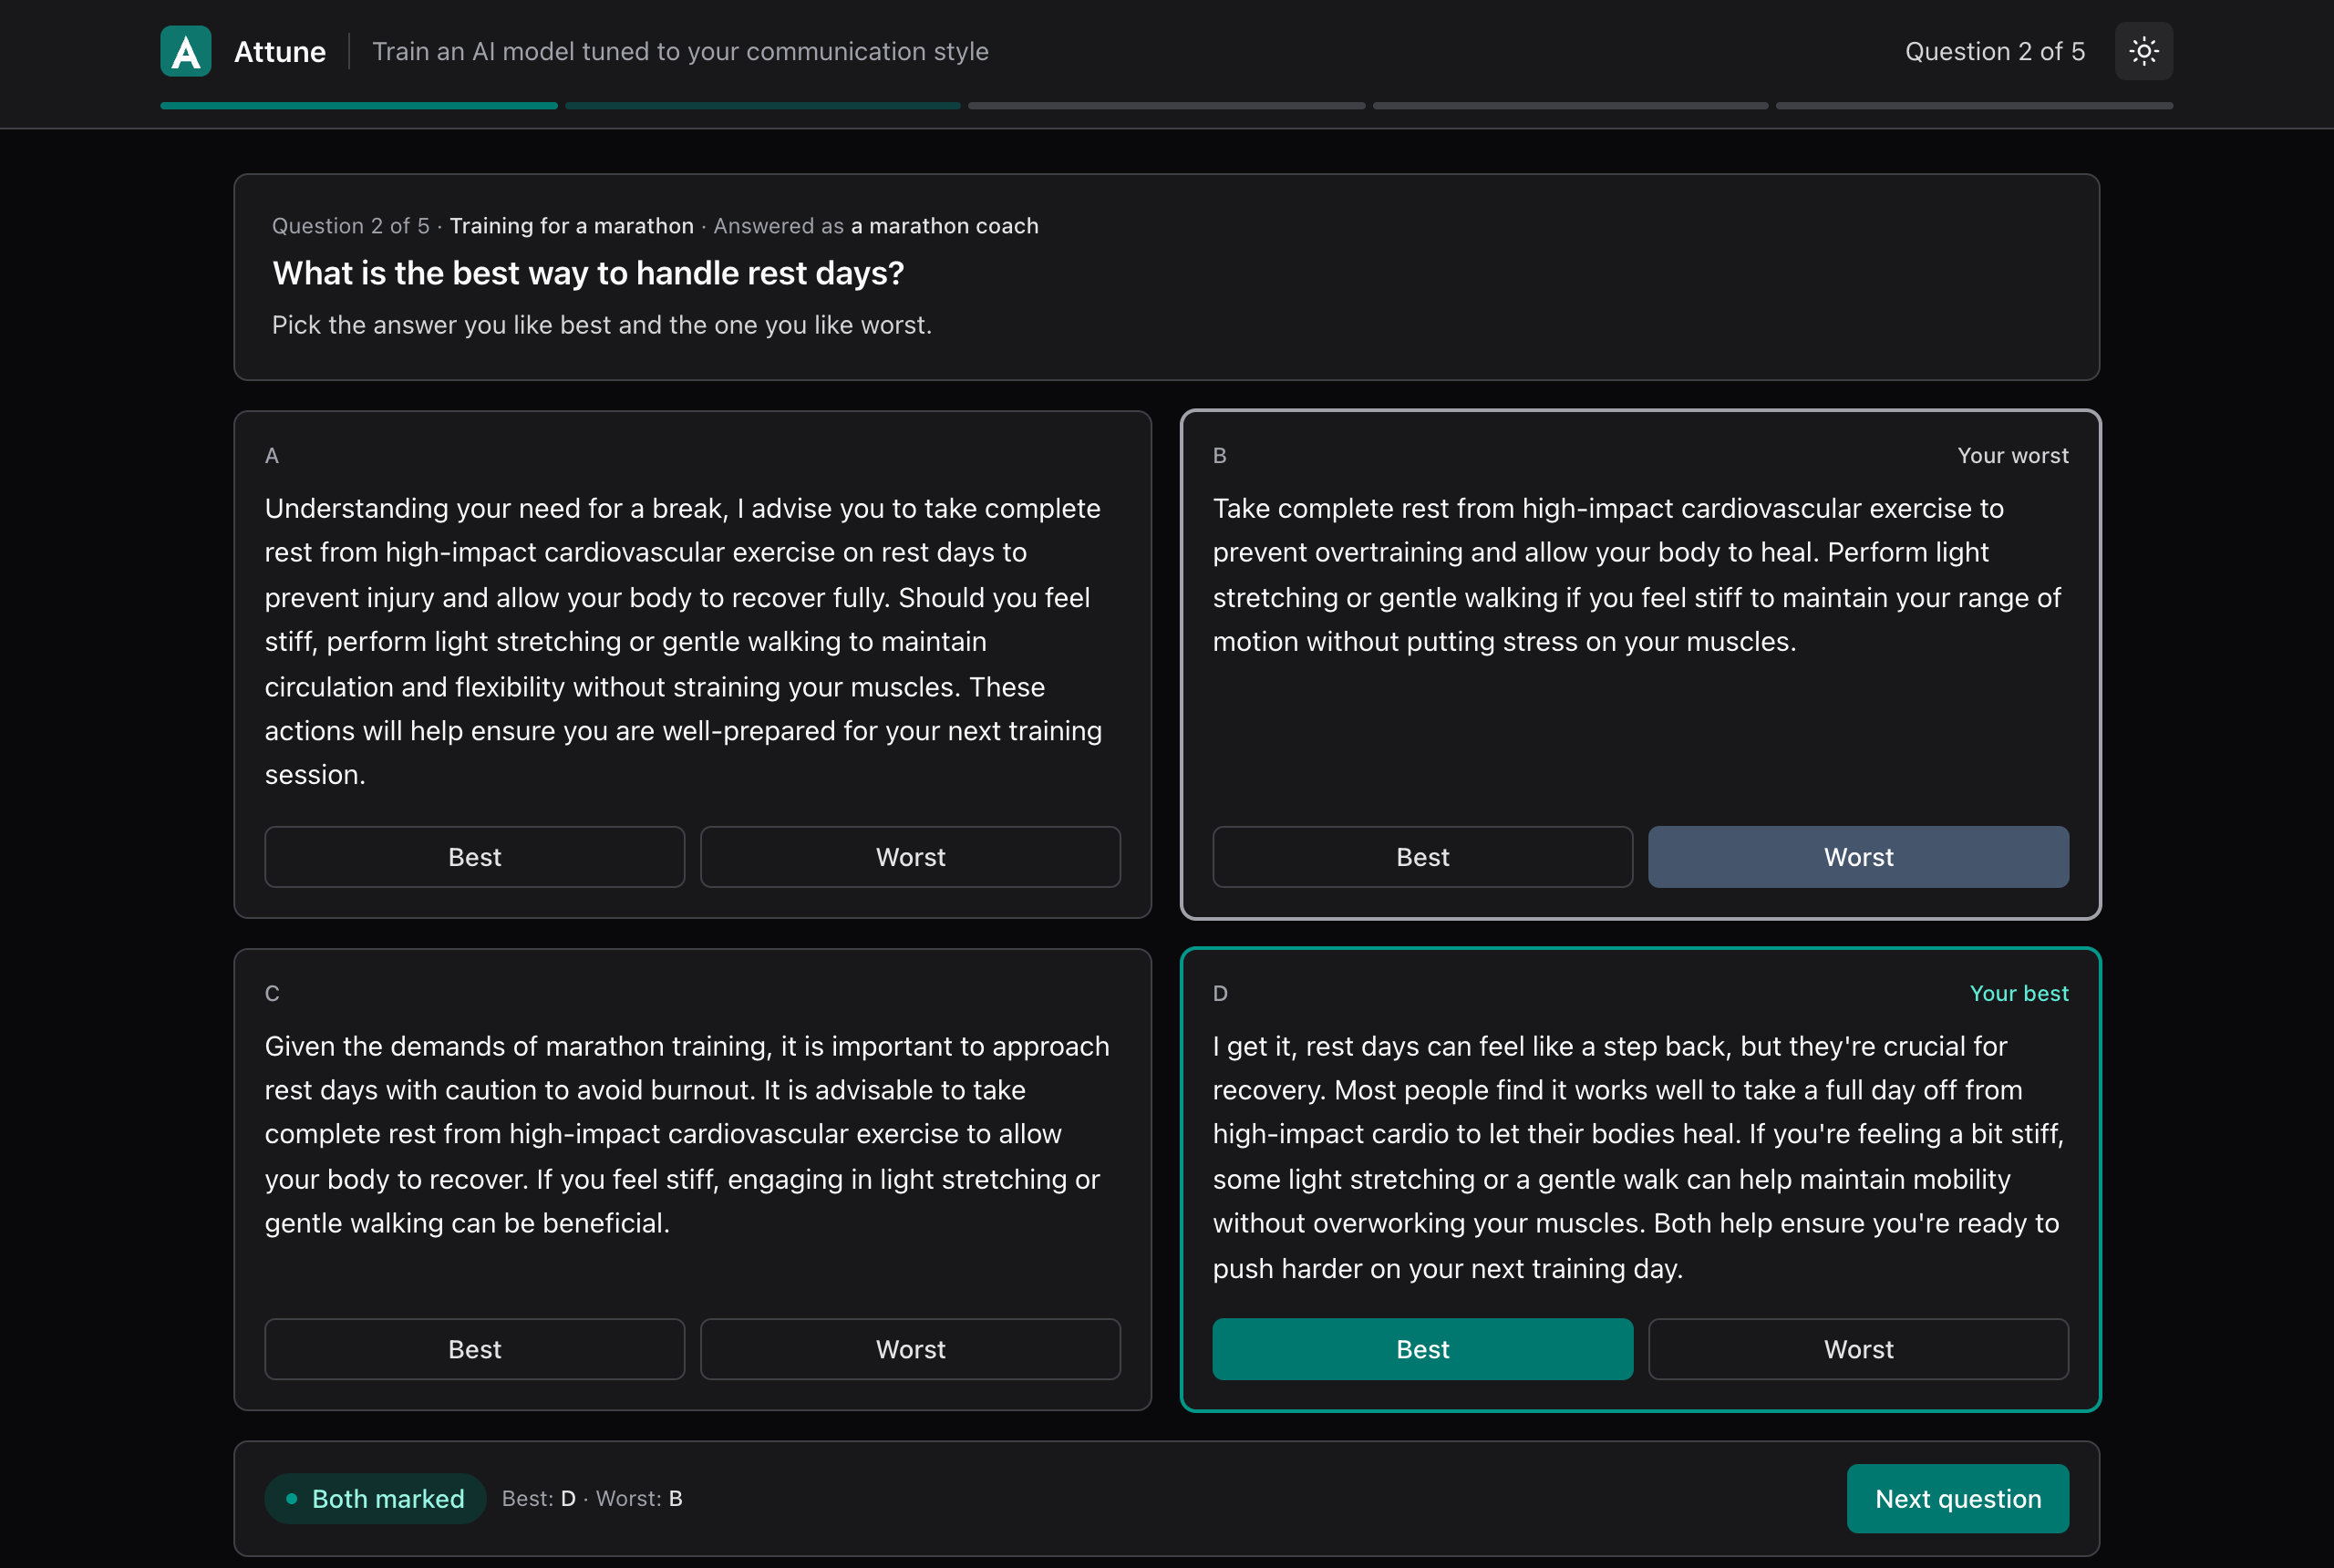 A
Attune
Train an AI model tuned to your communication style
Question 2 of 5
Question 2 of 5 · Training for a marathon · Answered as a marathon coach
What is the best way to handle rest days?
Pick the answer you like best and the one you like worst.
A
Understanding your need for a break, I advise you to take complete
rest from high-impact cardiovascular exercise on rest days to
prevent injury and allow your body to recover fully. Should you feel
stiff, perform light stretching or gentle walking to maintain
circulation and flexibility without straining your muscles. These
actions will help ensure you are well-prepared for your next training
session.
Best
Worst
B
Your worst
Take complete rest from high-impact cardiovascular exercise to
prevent overtraining and allow your body to heal. Perform light
stretching or gentle walking if you feel stiff to maintain your range of
motion without putting stress on your muscles.
Best
Worst
C
Given the demands of marathon training, it is important to approach
rest days with caution to avoid burnout. It is advisable to take
complete rest from high-impact cardiovascular exercise to allow
your body to recover. If you feel stiff, engaging in light stretching or
gentle walking can be beneficial.
Best
Worst
D
Your best
I get it, rest days can feel like a step back, but they're crucial for
recovery. Most people find it works well to take a full day off from
high-impact cardio to let their bodies heal. If you're feeling a bit stiff,
some light stretching or a gentle walk can help maintain mobility
without overworking your muscles. Both help ensure you're ready to
push harder on your next training day.
Best
Worst
Both marked
Best: D · Worst: B
Next question